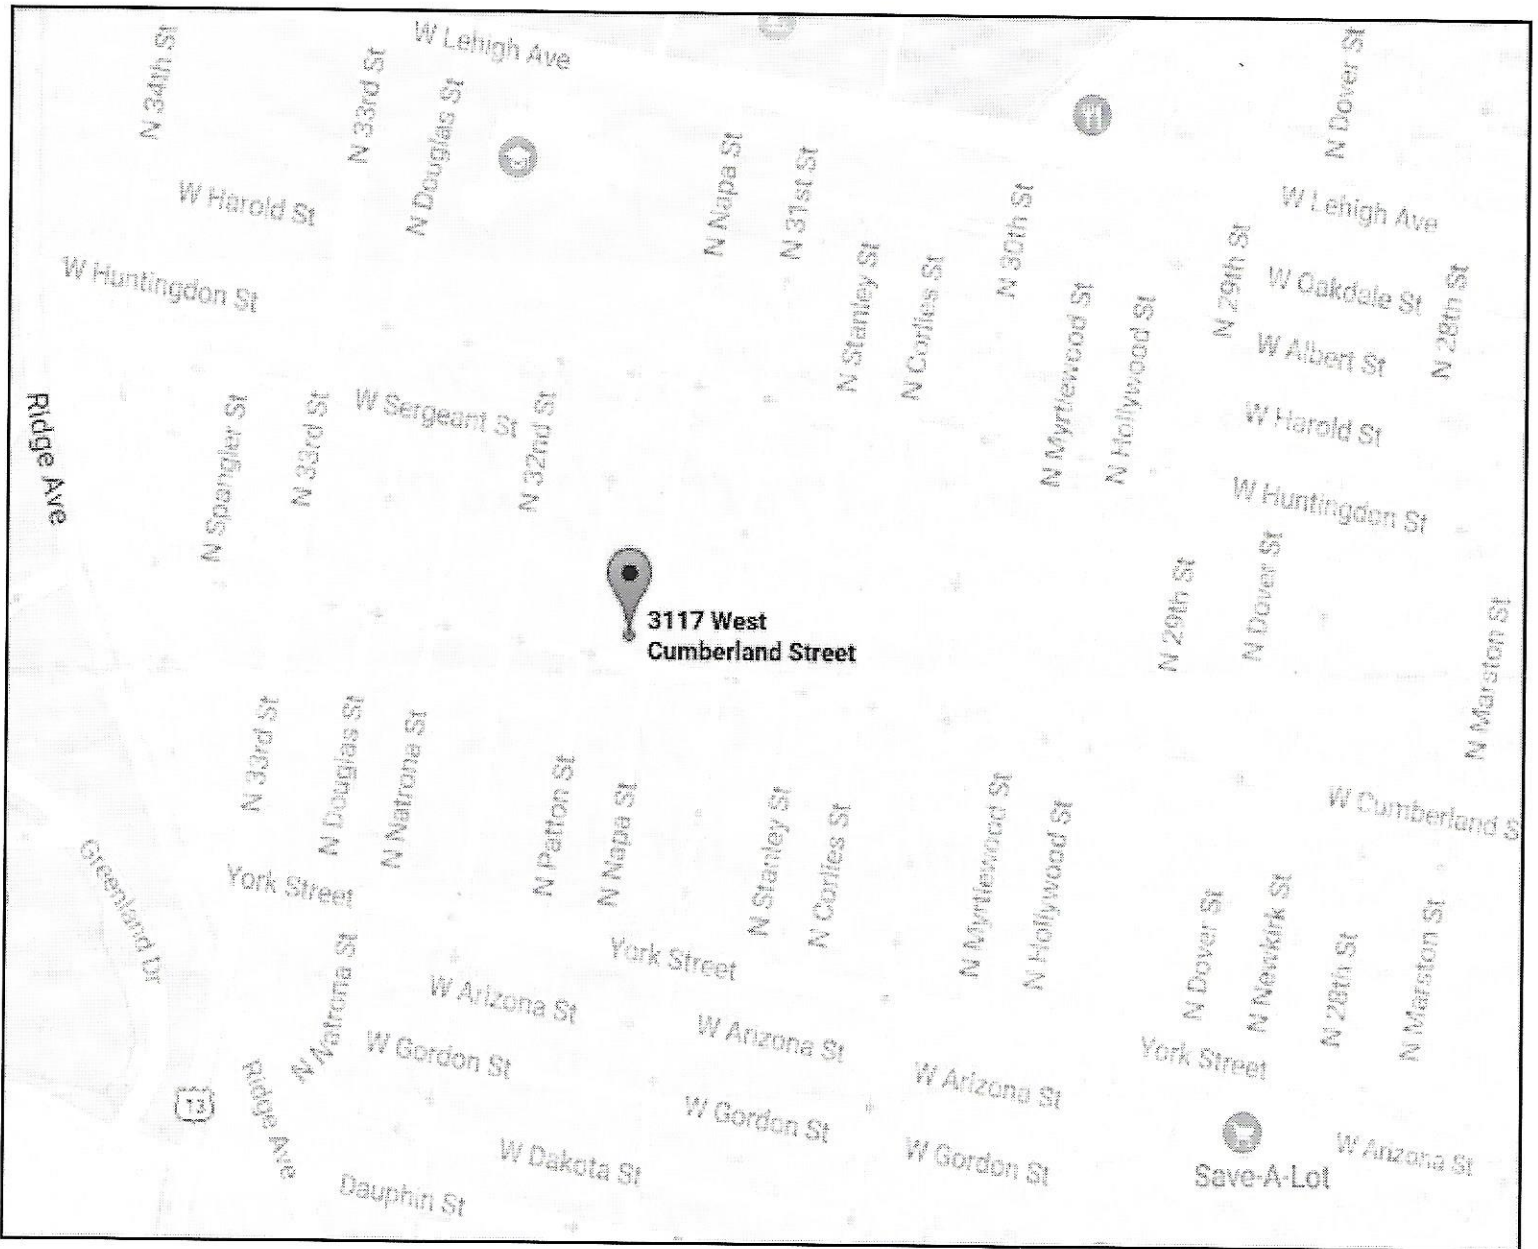 W Lehigh Ave
N 34th St
N 33rd St
N Douglas St
N Dover St
W Harold St
N Napa St
N 31st St
N 30th St
W Lehigh Ave
W Huntingdon St
N Stanley St
N Corlies St
N 29th St
W Oakdale St
N 28th St
N Myrtlewood St
N Hollywood St
W Albert St
Ridge Ave
N Spangler St
N 33rd St
W Sergeant St
N 32nd St
W Harold St
W Huntingdon St
3117 West
Cumberland Street
N 29th St
N Dover St
N Marston St
N 33rd St
N Douglas St
N Natrona St
N Patton St
N Napa St
N Stanley St
N Corlies St
N Myrtlewood St
N Hollywood St
W Cumberland S
Greenland Dr
York Street
York Street
N Dover St
N Newkirk St
N 28th St
N Marston St
N Natrona St
W Arizona St
W Arizona St
W Gordon St
York Street
W Arizona St
13
Ridge Ave
W Gordon St
W Gordon St
W Dakota St
Dauphin St
Save-A-Lot
W Arizona St